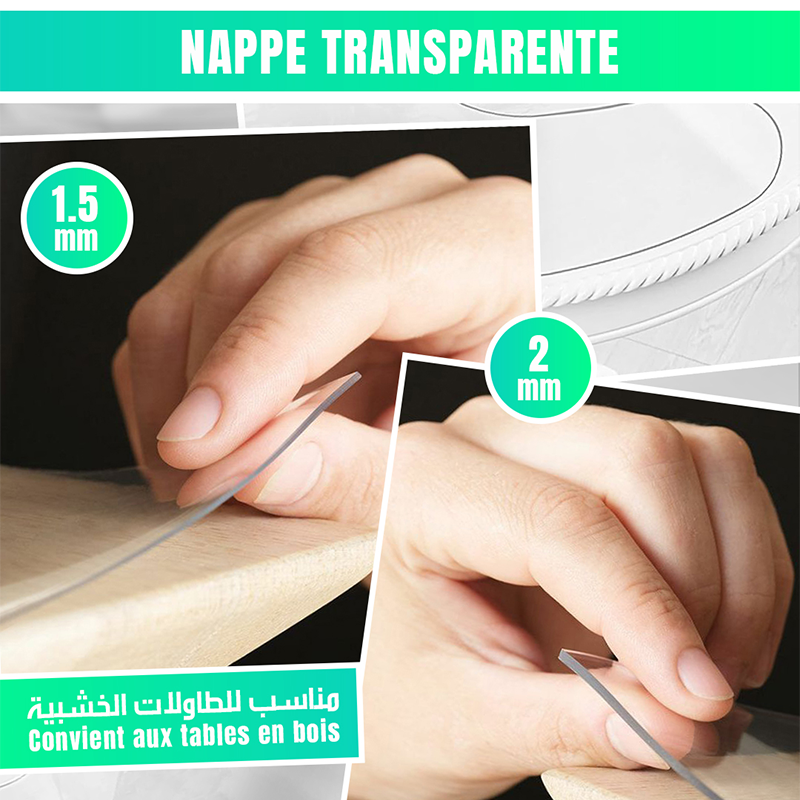 NAPPE TRANSPARENTE
1.5
mm
2
mm
مناسب للطاولات الخشبية
Convient aux tables en bois